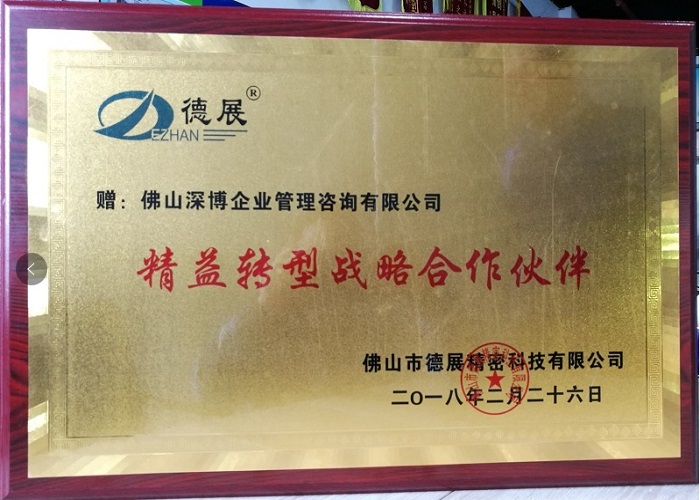 德展®
EZHAN
赠：佛山深博企业管理咨询有限公司
精益转型战略合作伙伴
佛山市德展精密科技有限公司
二〇一八年二月二十六日